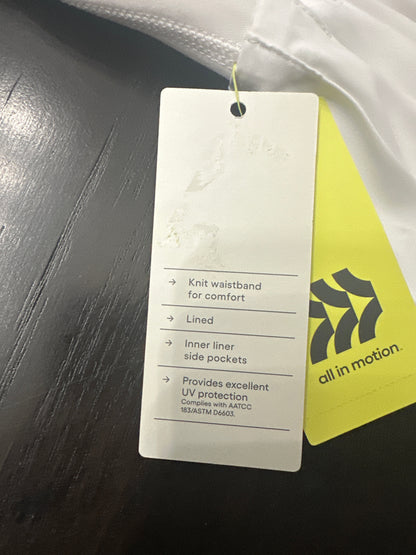 → Knit waistband
for comfort
→ Lined
→ Inner liner
side pockets
→ Provides excellent
UV protection
Complies with AATCC
183/ASTM D6603.
all in motion™